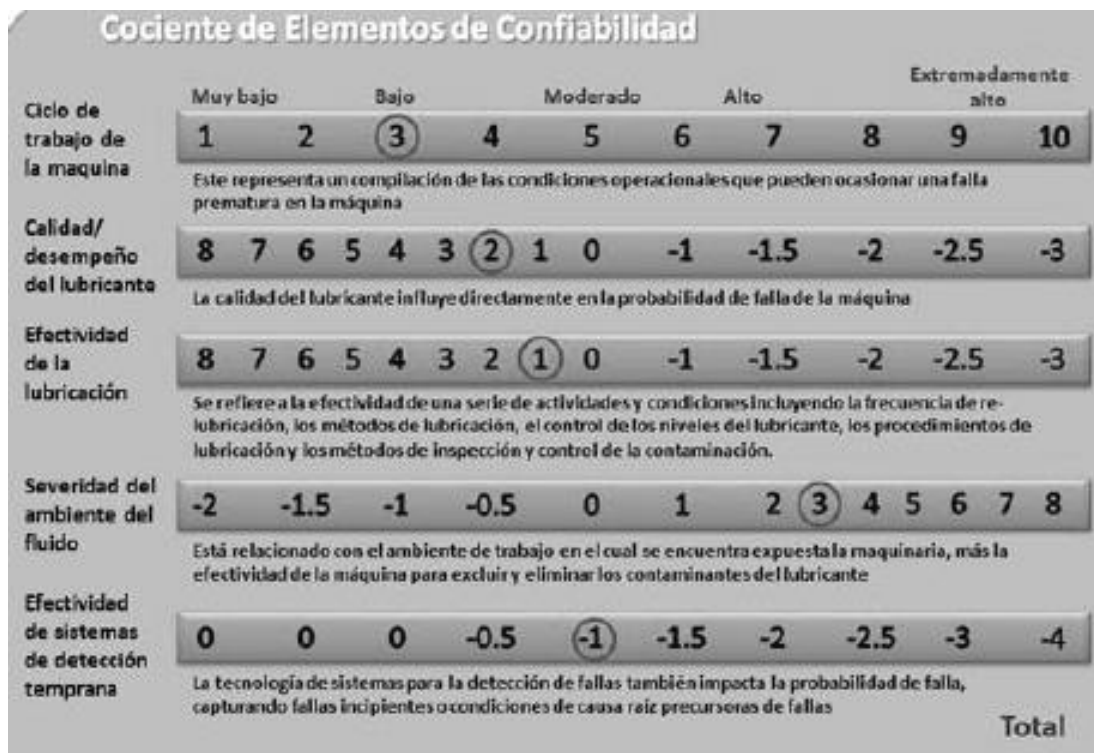 Cociente de Elementos de Confiabilidad
Ciclo de
trabajo de
la maquina
Muy bajo Bajo Moderado Alto Extremadamente
alto
1 2 3 4 5 6 7 8 9 10
Este representa un compilación de las condiciones operacionales que pueden ocasionar una falla
prematura en la máquina
Calidad/
desempeño
del lubricante
8 7 6 5 4 3 2 1 0 -1 -1.5 -2 -2.5 -3
La calidad del lubricante influye directamente en la probabilidad de falla de la máquina
Efectividad
de la
lubricación
8 7 6 5 4 3 2 1 0 -1 -1.5 -2 -2.5 -3
Se refiere a la efectividad de una serie de actividades y condiciones incluyendo la frecuencia de re-
lubricación, los métodos de lubricación, el control de los niveles del lubricante, los procedimientos de
lubricación y los métodos de inspección y control de la contaminación.
Severidad del
ambiente del
fluido
-2 -1.5 -1 -0.5 0 1 2 3 4 5 6 7 8
Está relacionado con el ambiente de trabajo en el cual se encuentra expuesta la maquinaria, más la
efectividad de la máquina para excluir y eliminar los contaminantes del lubricante
Efectividad
de sistemas
de detección
temprana
0 0 0 -0.5 -1 -1.5 -2 -2.5 -3 -4
La tecnología de sistemas para la detección de fallas también impacta la probabilidad de falla,
capturando fallas incipientes o condiciones de causa raíz precursoras de fallas
Total